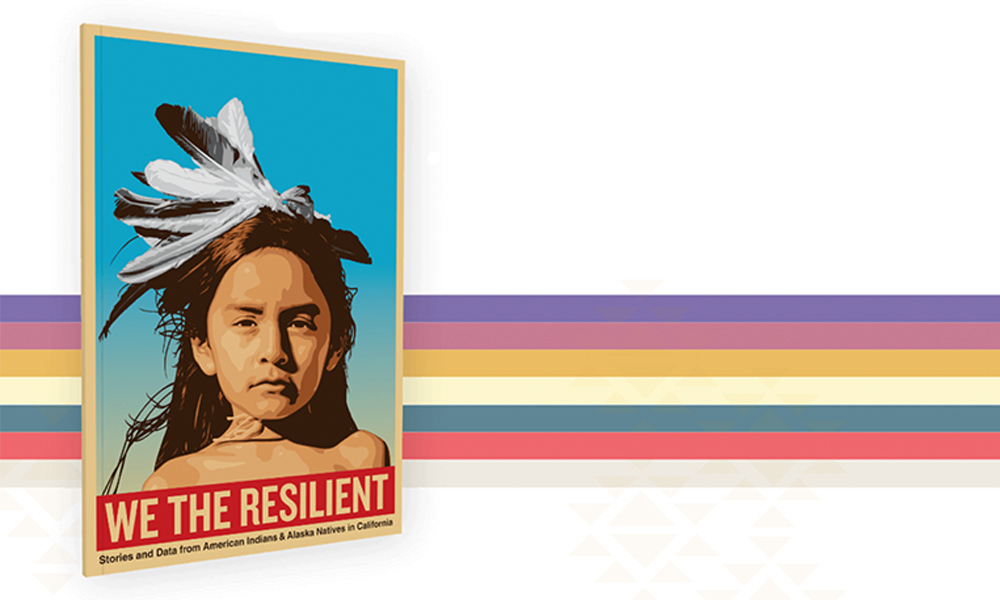 WE THE RESILIENT
Stories and Data from American Indians & Alaska Natives in California